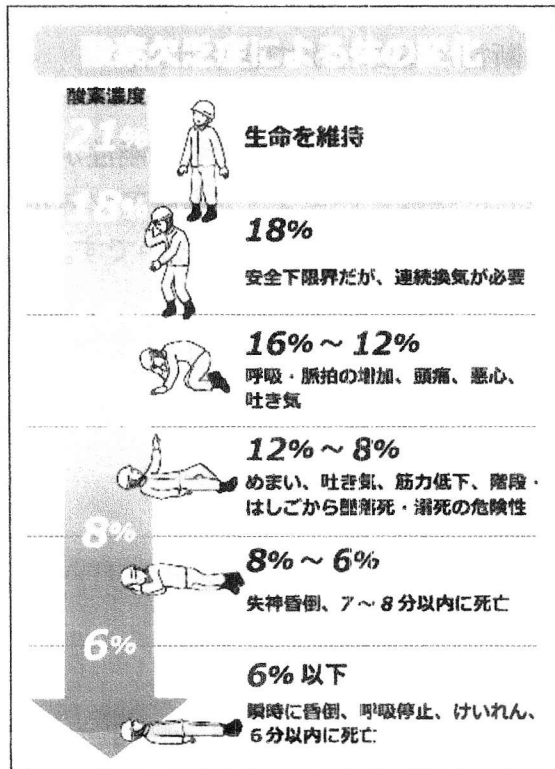 酸素欠乏症による体の変化
酸素濃度
21%
生命を維持
18%
18%
安全下限界だが、連続換気が必要
16%~12%
呼吸・脈拍の増加、頭痛、悪心、
吐き気
12%~8%
めまい、吐き気、筋力低下、階段・
はしごから墜落死・溺死の危険性
8%
8%~6%
失神昏倒、7~8分以内に死亡
6%
6%以下
瞬時に昏倒、呼吸停止、けいれん、
6分以内に死亡